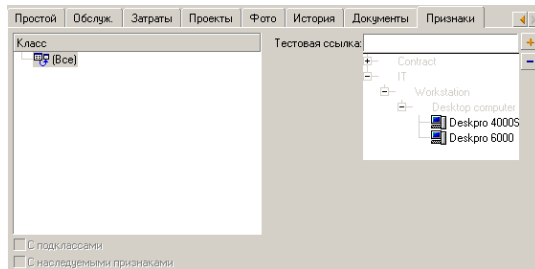 Простой Обслуж. Затраты Проекты Фото История Документы Признаки
Класс
(Все)
Тестовая ссылка:
Contract
IT
Workstation
Desktop computer
Deskpro 4000S
Deskpro 6000
С подклассами
С наследуемыми признаками